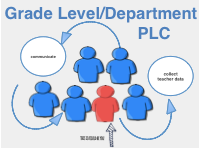 Grade Level/Department
PLC
communicate
collect
teacher data